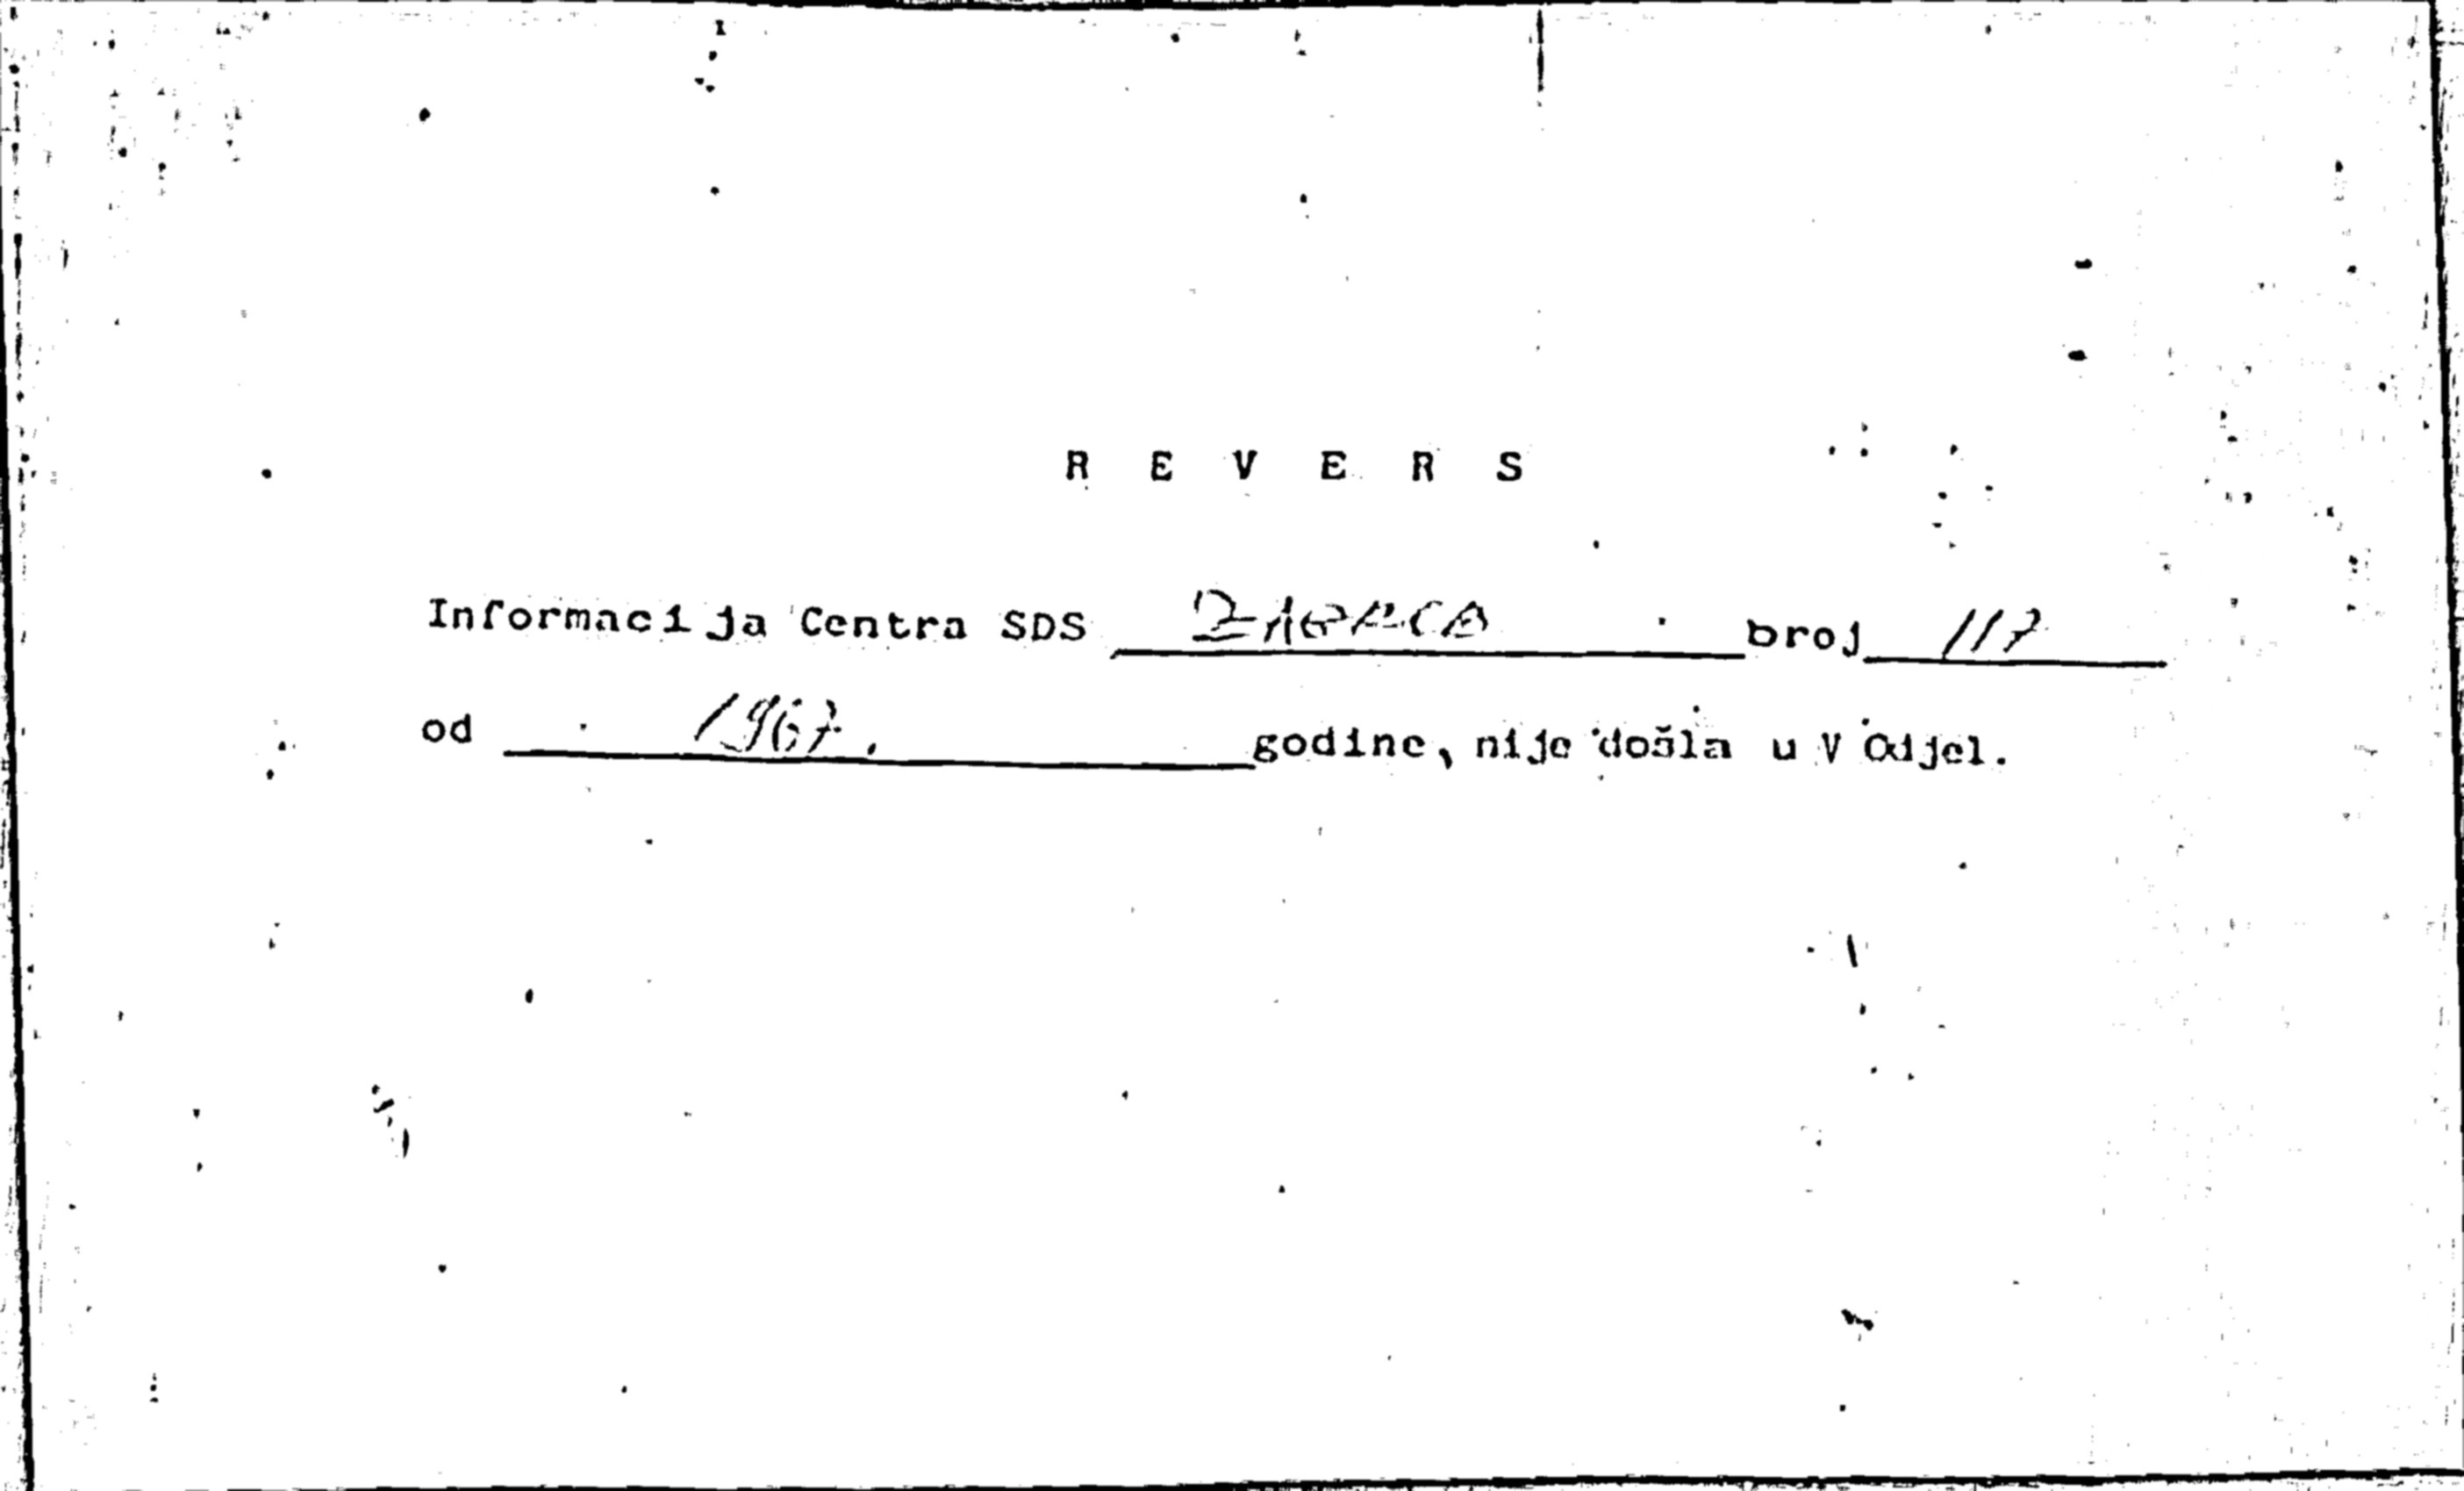 R E V E R S
Informacija Centra SDS ZAGREB broj 117
od 1967. godine, nije došla u V Odjel.